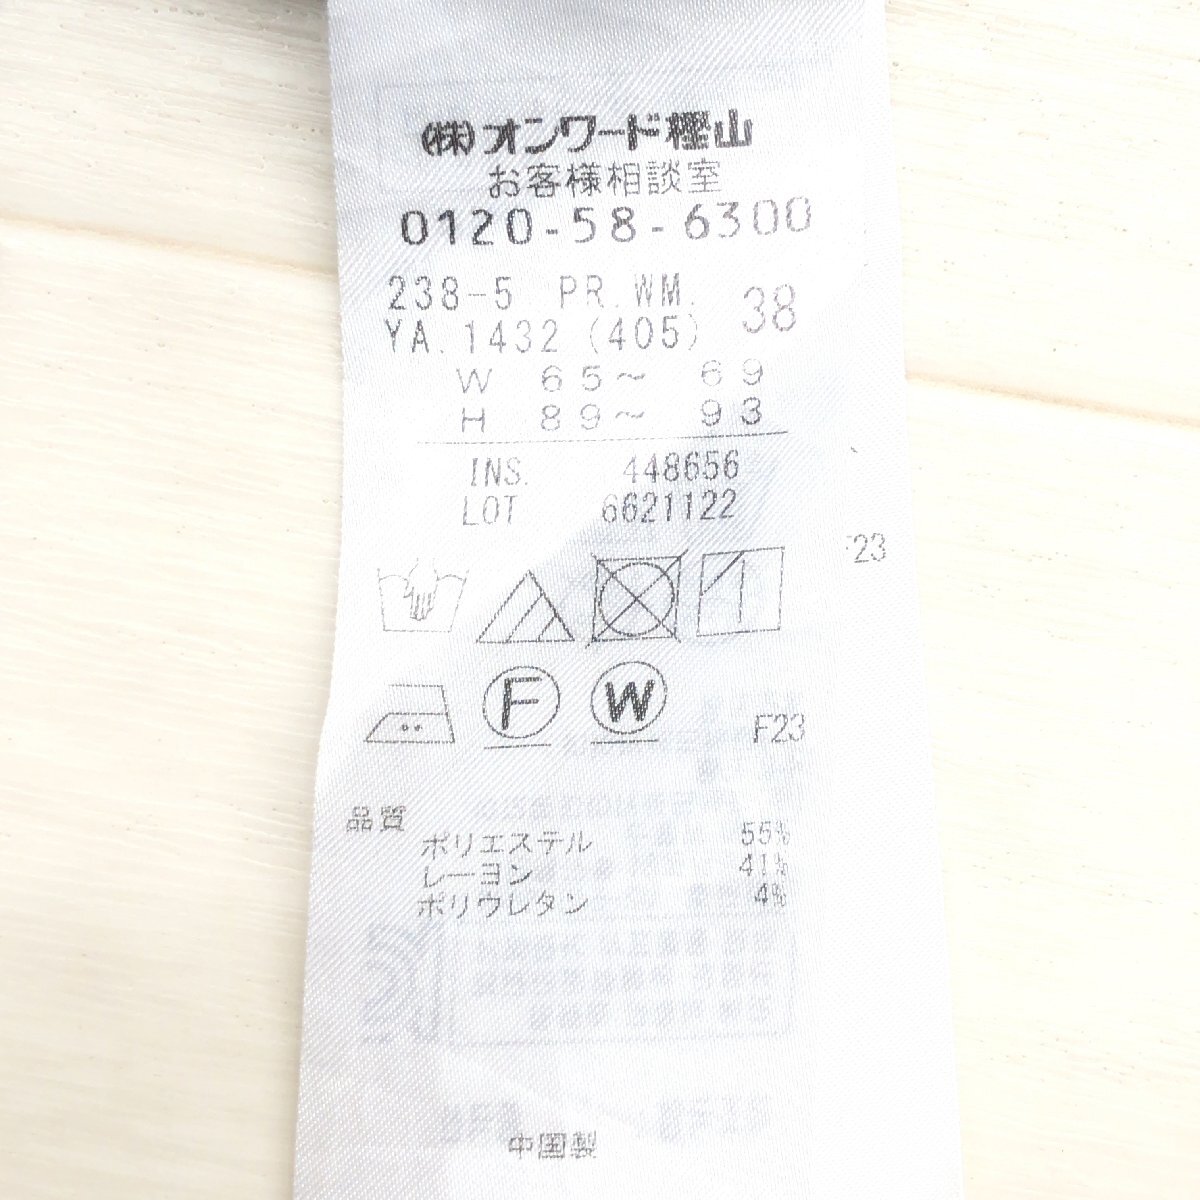 (株)オンワード樫山
お客様相談室
0120-58-6300
238-5 PR.WM. 38
YA.1432 (405)
W 65~ 69
H 89~ 93
INS. 448656
LOT 6621122
F23
F W
F23
品質
ポリエステル 55%
レーヨン 41%
ポリウレタン 4%
中国製